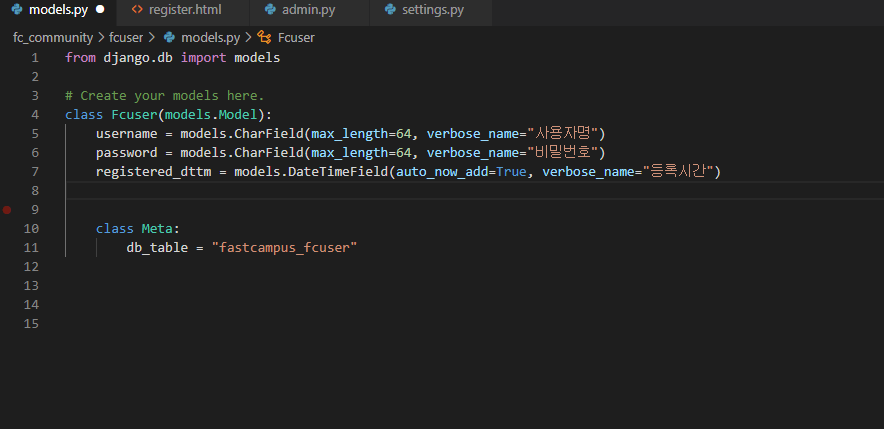 models.py register.html admin.py settings.py
fc_community > fcuser > models.py > Fcuser
1 from django.db import models
2
3 # Create your models here.
4 class Fcuser(models.Model):
5 username = models.CharField(max_length=64, verbose_name="사용자명")
6 password = models.CharField(max_length=64, verbose_name="비밀번호")
7 registered_dttm = models.DateTimeField(auto_now_add=True, verbose_name="등록시간")
8
9
10 class Meta:
11 db_table = "fastcampus_fcuser"
12
13
14
15